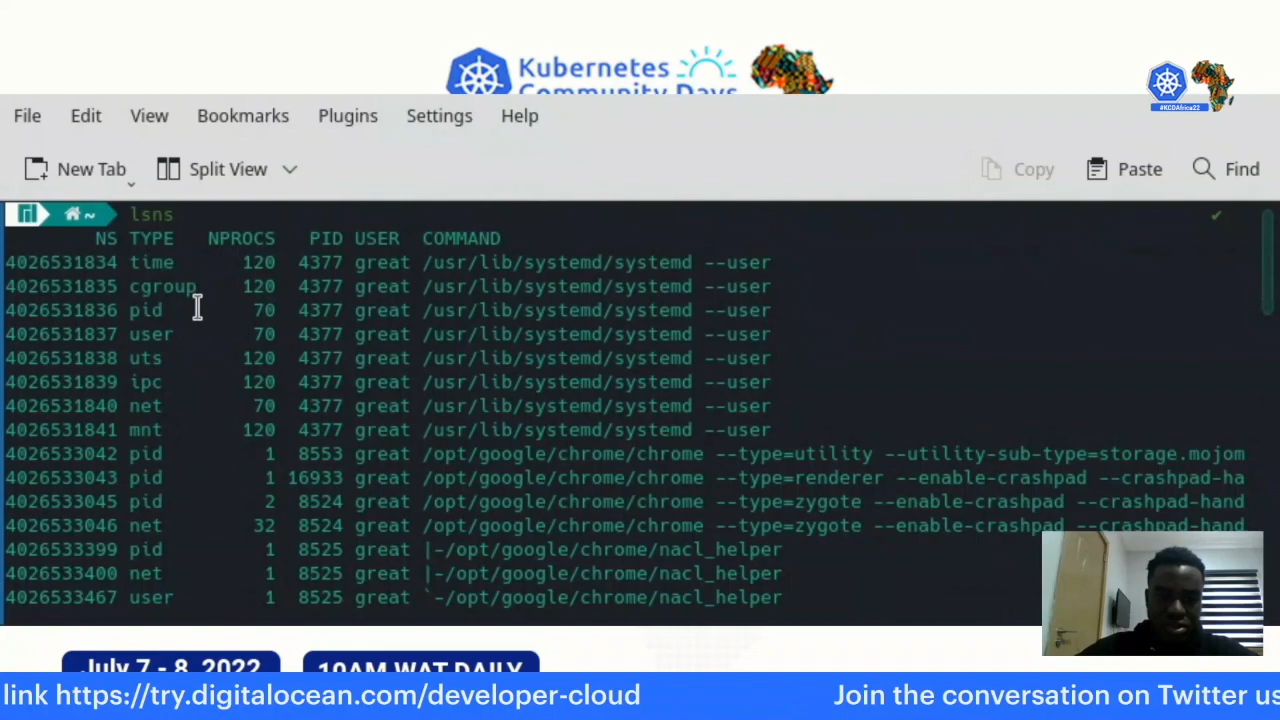 Kubernetes
Community Days
#KCDAfrica22
File Edit View Bookmarks Plugins Settings Help
New Tab Split View Copy Paste Find
~ lsns
NS TYPE NPROCS PID USER COMMAND
4026531834 time 120 4377 great /usr/lib/systemd/systemd --user
4026531835 cgroup 120 4377 great /usr/lib/systemd/systemd --user
4026531836 pid 70 4377 great /usr/lib/systemd/systemd --user
4026531837 user 70 4377 great /usr/lib/systemd/systemd --user
4026531838 uts 120 4377 great /usr/lib/systemd/systemd --user
4026531839 ipc 120 4377 great /usr/lib/systemd/systemd --user
4026531840 net 70 4377 great /usr/lib/systemd/systemd --user
4026531841 mnt 120 4377 great /usr/lib/systemd/systemd --user
4026533042 pid 1 8553 great /opt/google/chrome/chrome --type=utility --utility-sub-type=storage.mojom
4026533043 pid 1 16933 great /opt/google/chrome/chrome --type=renderer --enable-crashpad --crashpad-ha
4026533045 pid 2 8524 great /opt/google/chrome/chrome --type=zygote --enable-crashpad --crashpad-hand
4026533046 net 32 8524 great /opt/google/chrome/chrome --type=zygote --enable-crashpad --crashpad-hand
4026533399 pid 1 8525 great |-/opt/google/chrome/nacl_helper
4026533400 net 1 8525 great |-/opt/google/chrome/nacl_helper
4026533467 user 1 8525 great `-/opt/google/chrome/nacl_helper
July 7 - 8, 2022 10AM WAT DAILY
link https://try.digitalocean.com/developer-cloud Join the conversation on Twitter us